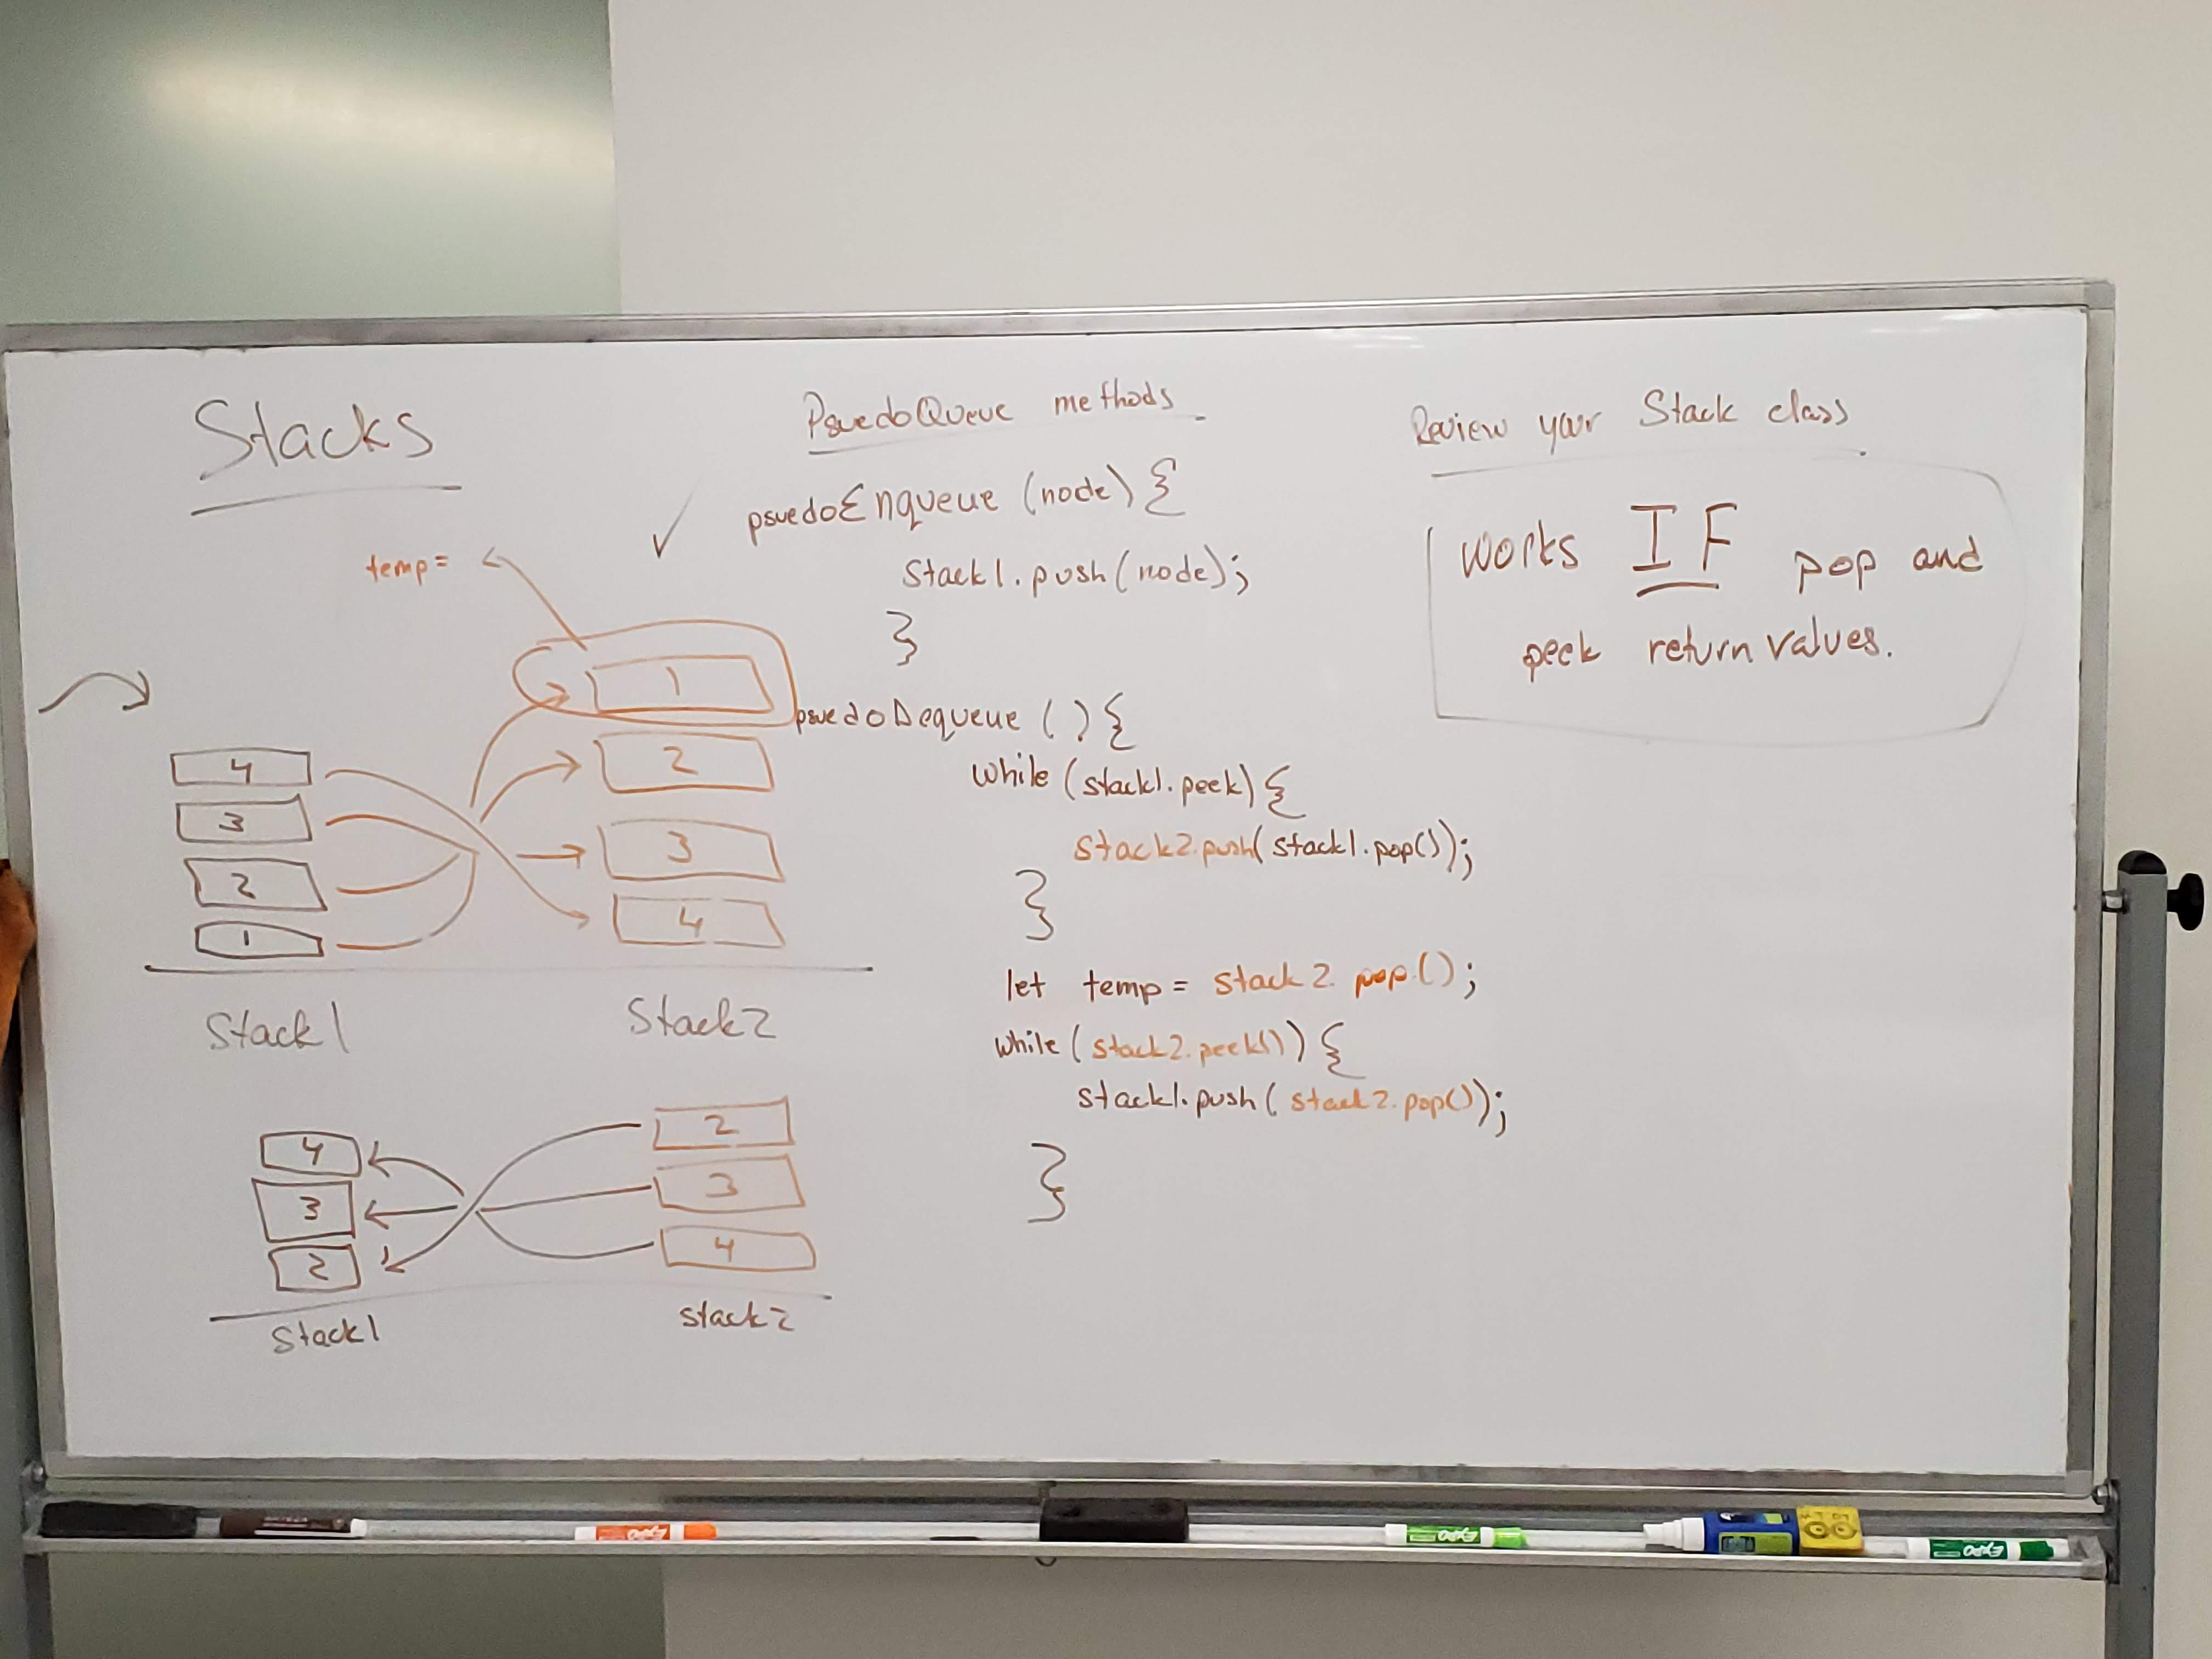 Stacks
temp=
1
2
3
4
4
3
2
1
Stack1
Stack2
4
3
2
2
3
4
Stack1
stack2
PsuedoQueue methods
psuedoEnqueue (node) {
Stack1.push(node);
}
psuedoDequeue () {
while (stack1.peek) {
stack2.push(stack1.pop());
}
let temp = stack2.pop();
while (stack2.peek()) {
stack1.push(stack2.pop());
}
Review your Stack class
works IF pop and
peek return values.
EXPO
EXPO
EXPO